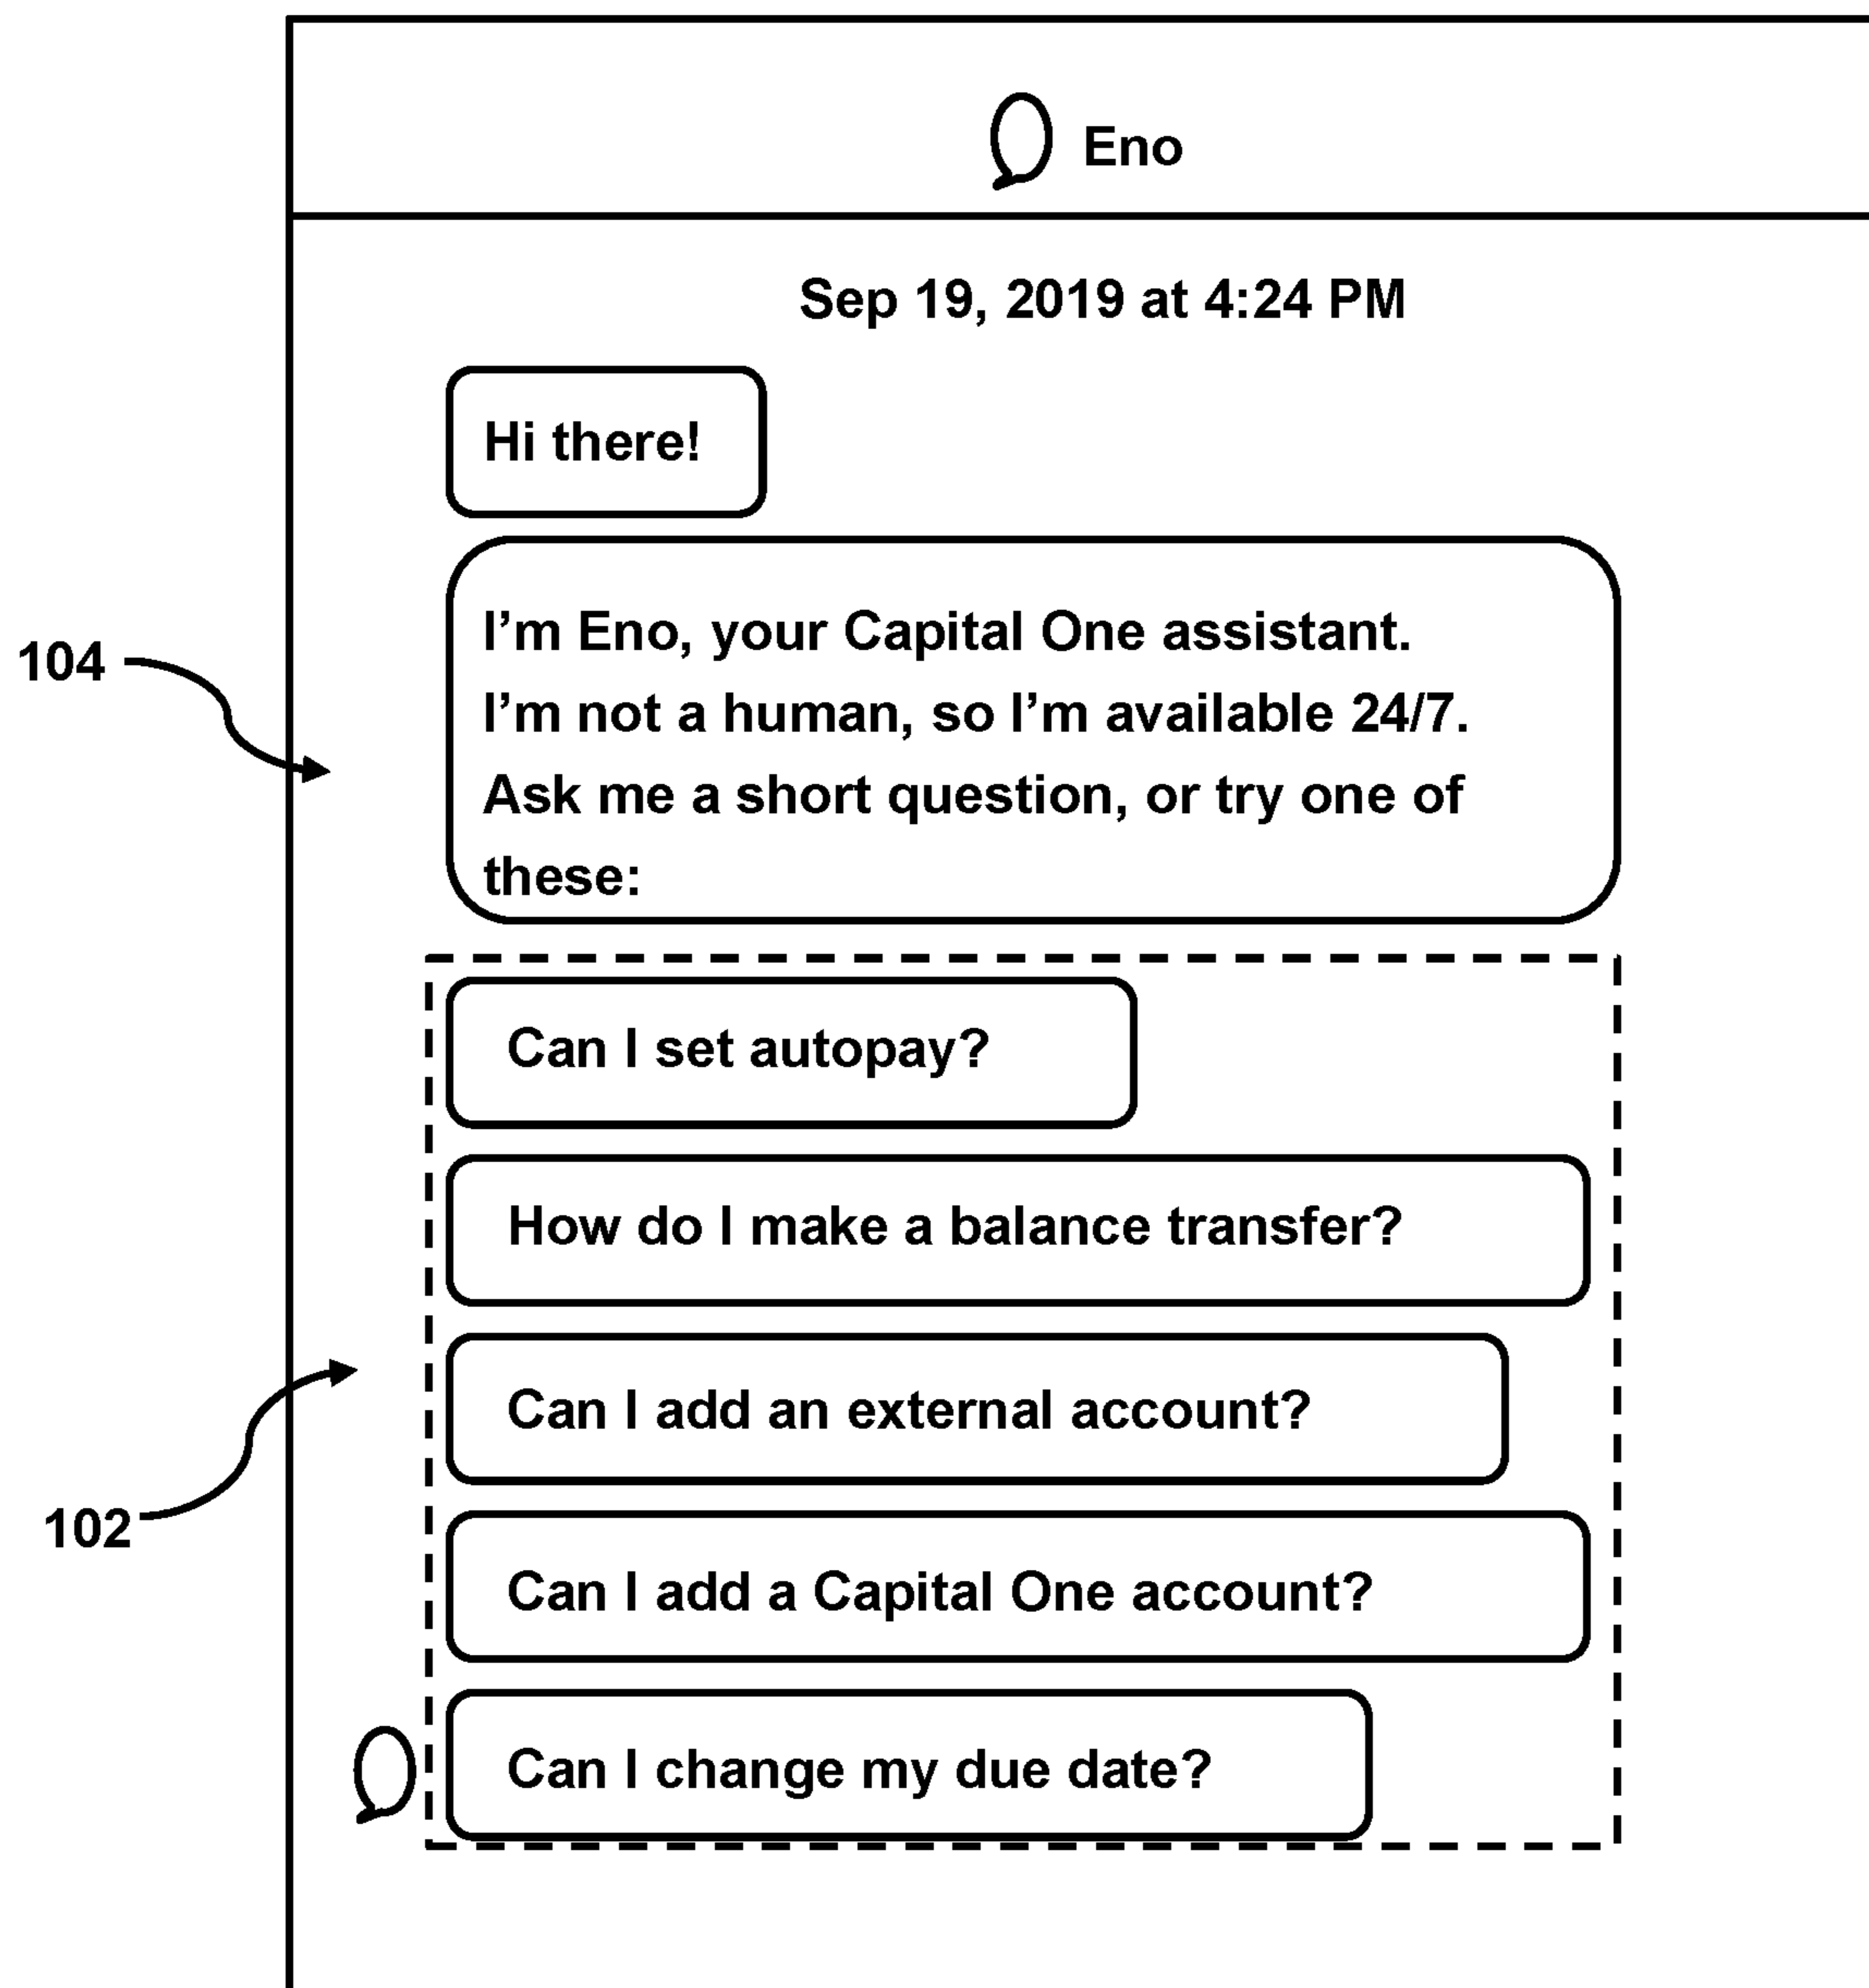 Eno
Sep 19, 2019 at 4:24 PM
Hi there!
I’m Eno, your Capital One assistant.
I’m not a human, so I’m available 24/7.
Ask me a short question, or try one of
these:
104
Can I set autopay?
How do I make a balance transfer?
Can I add an external account?
102
Can I add a Capital One account?
Can I change my due date?